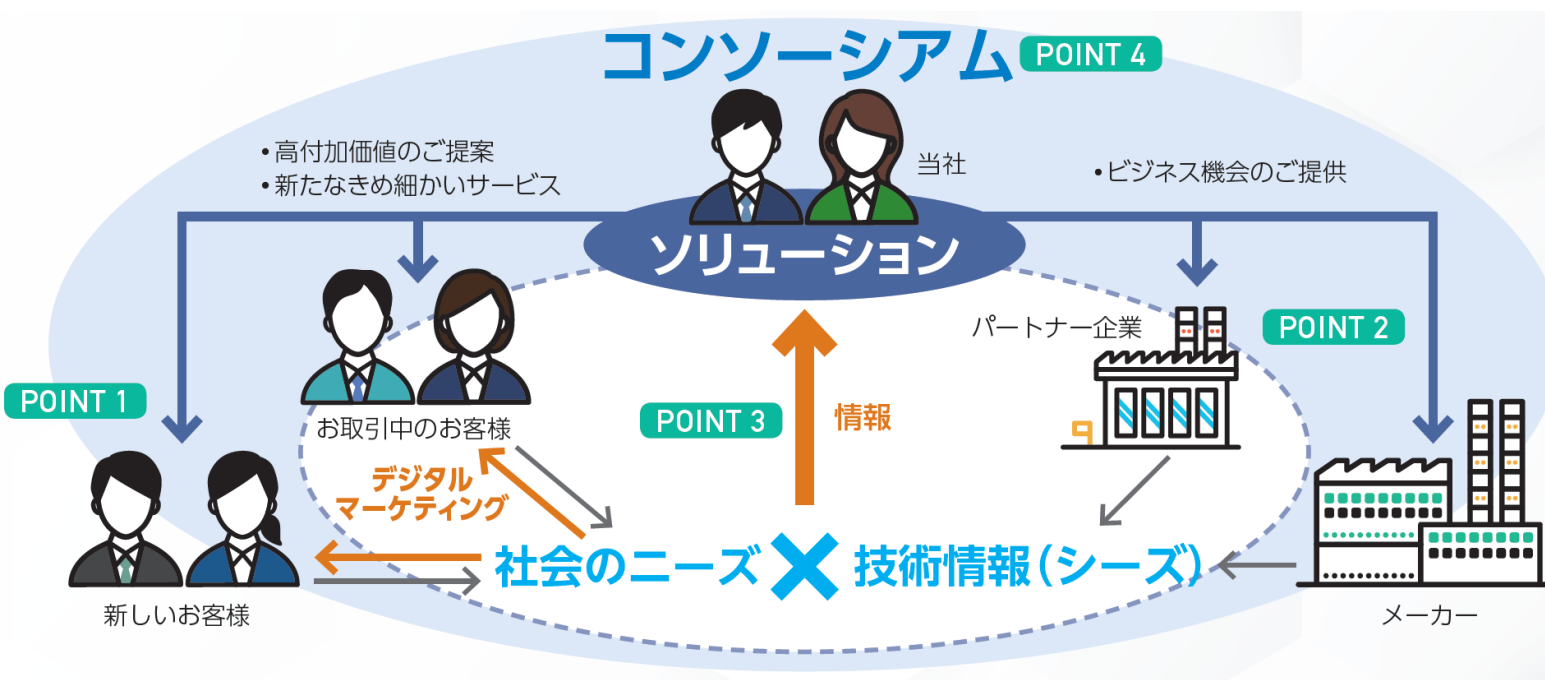 コンソーシアム
POINT 4
・高付加価値のご提案
・新たなきめ細かいサービス
当社
・ビジネス機会のご提供
ソリューション
パートナー企業
POINT 2
POINT 1
お取引中のお客様
POINT 3
情報
デジタル
マーケティング
社会のニーズ × 技術情報(シーズ)
新しいお客様
メーカー